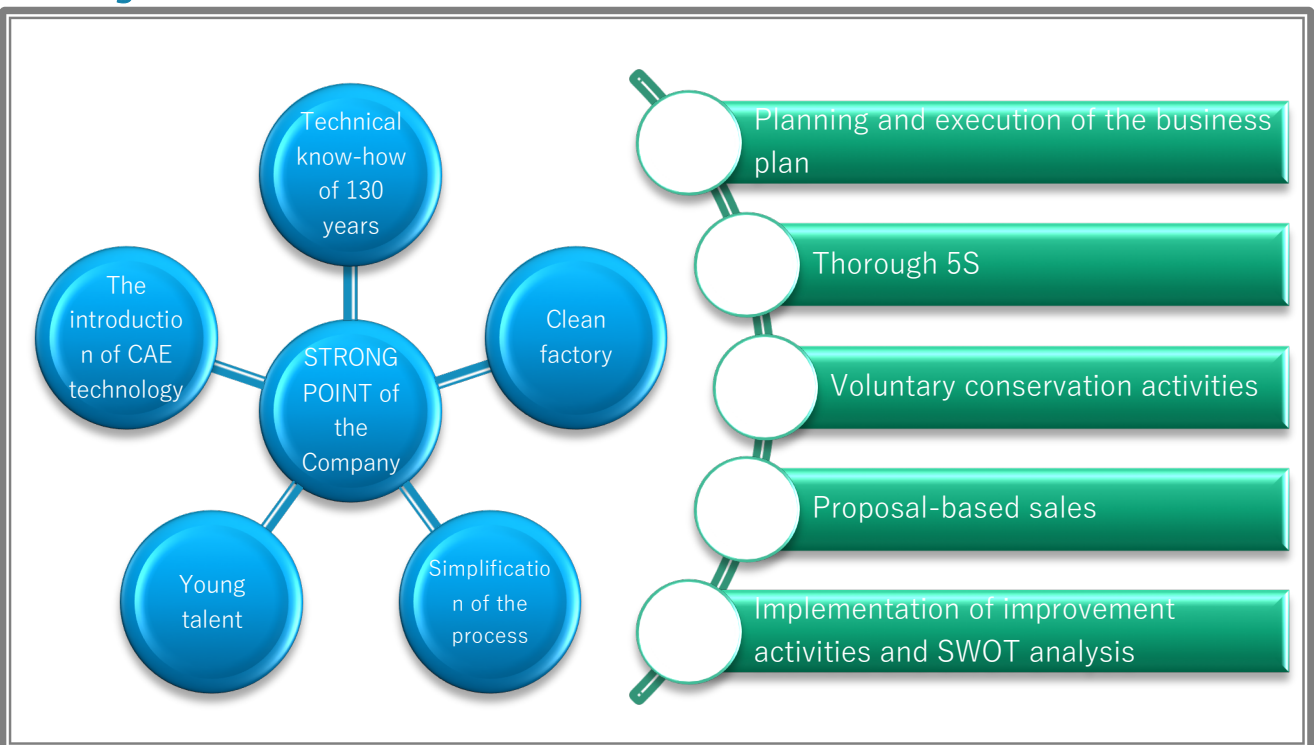 Technical
know-how
of 130
years
The
introductio
n of CAE
technology
Clean
factory
STRONG
POINT of
the
Company
Young
talent
Simplificatio
n of the
process
Planning and execution of the business
plan
Thorough 5S
Voluntary conservation activities
Proposal-based sales
Implementation of improvement
activities and SWOT analysis